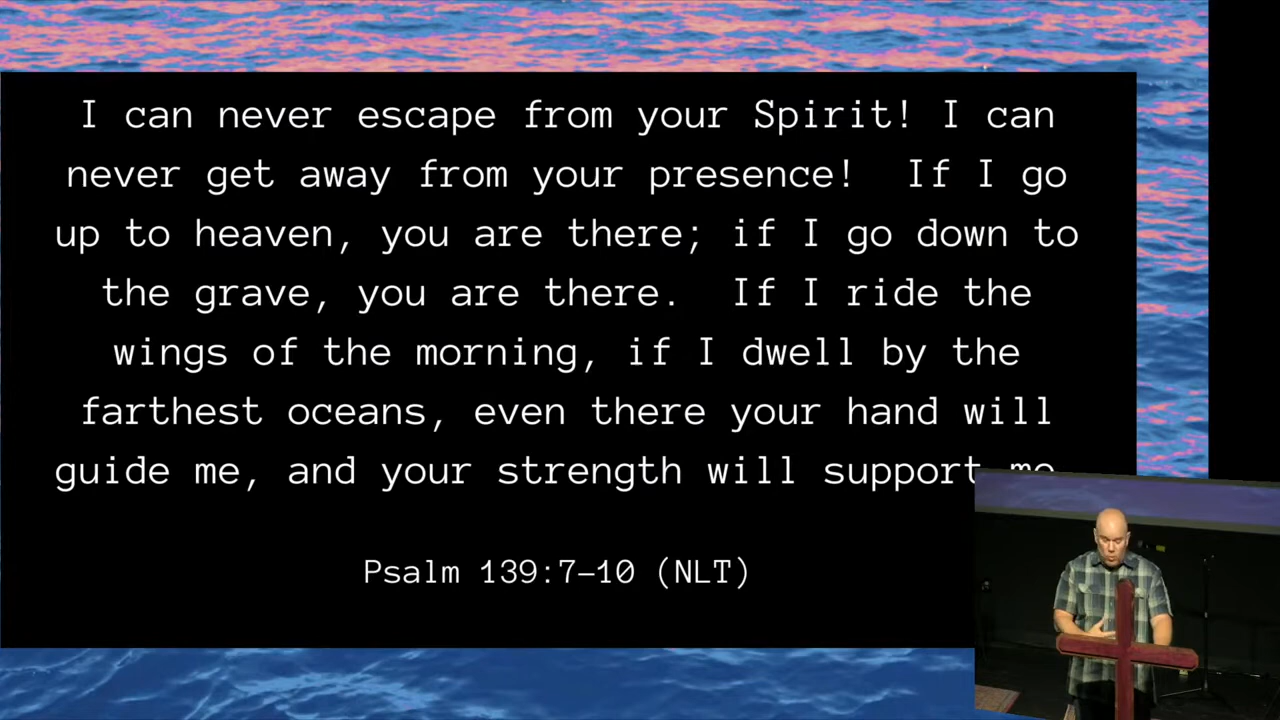 I can never escape from your Spirit! I can
never get away from your presence!  If I go
up to heaven, you are there; if I go down to
the grave, you are there.  If I ride the
wings of the morning, if I dwell by the
farthest oceans, even there your hand will
guide me, and your strength will support me
Psalm 139:7–10 (NLT)